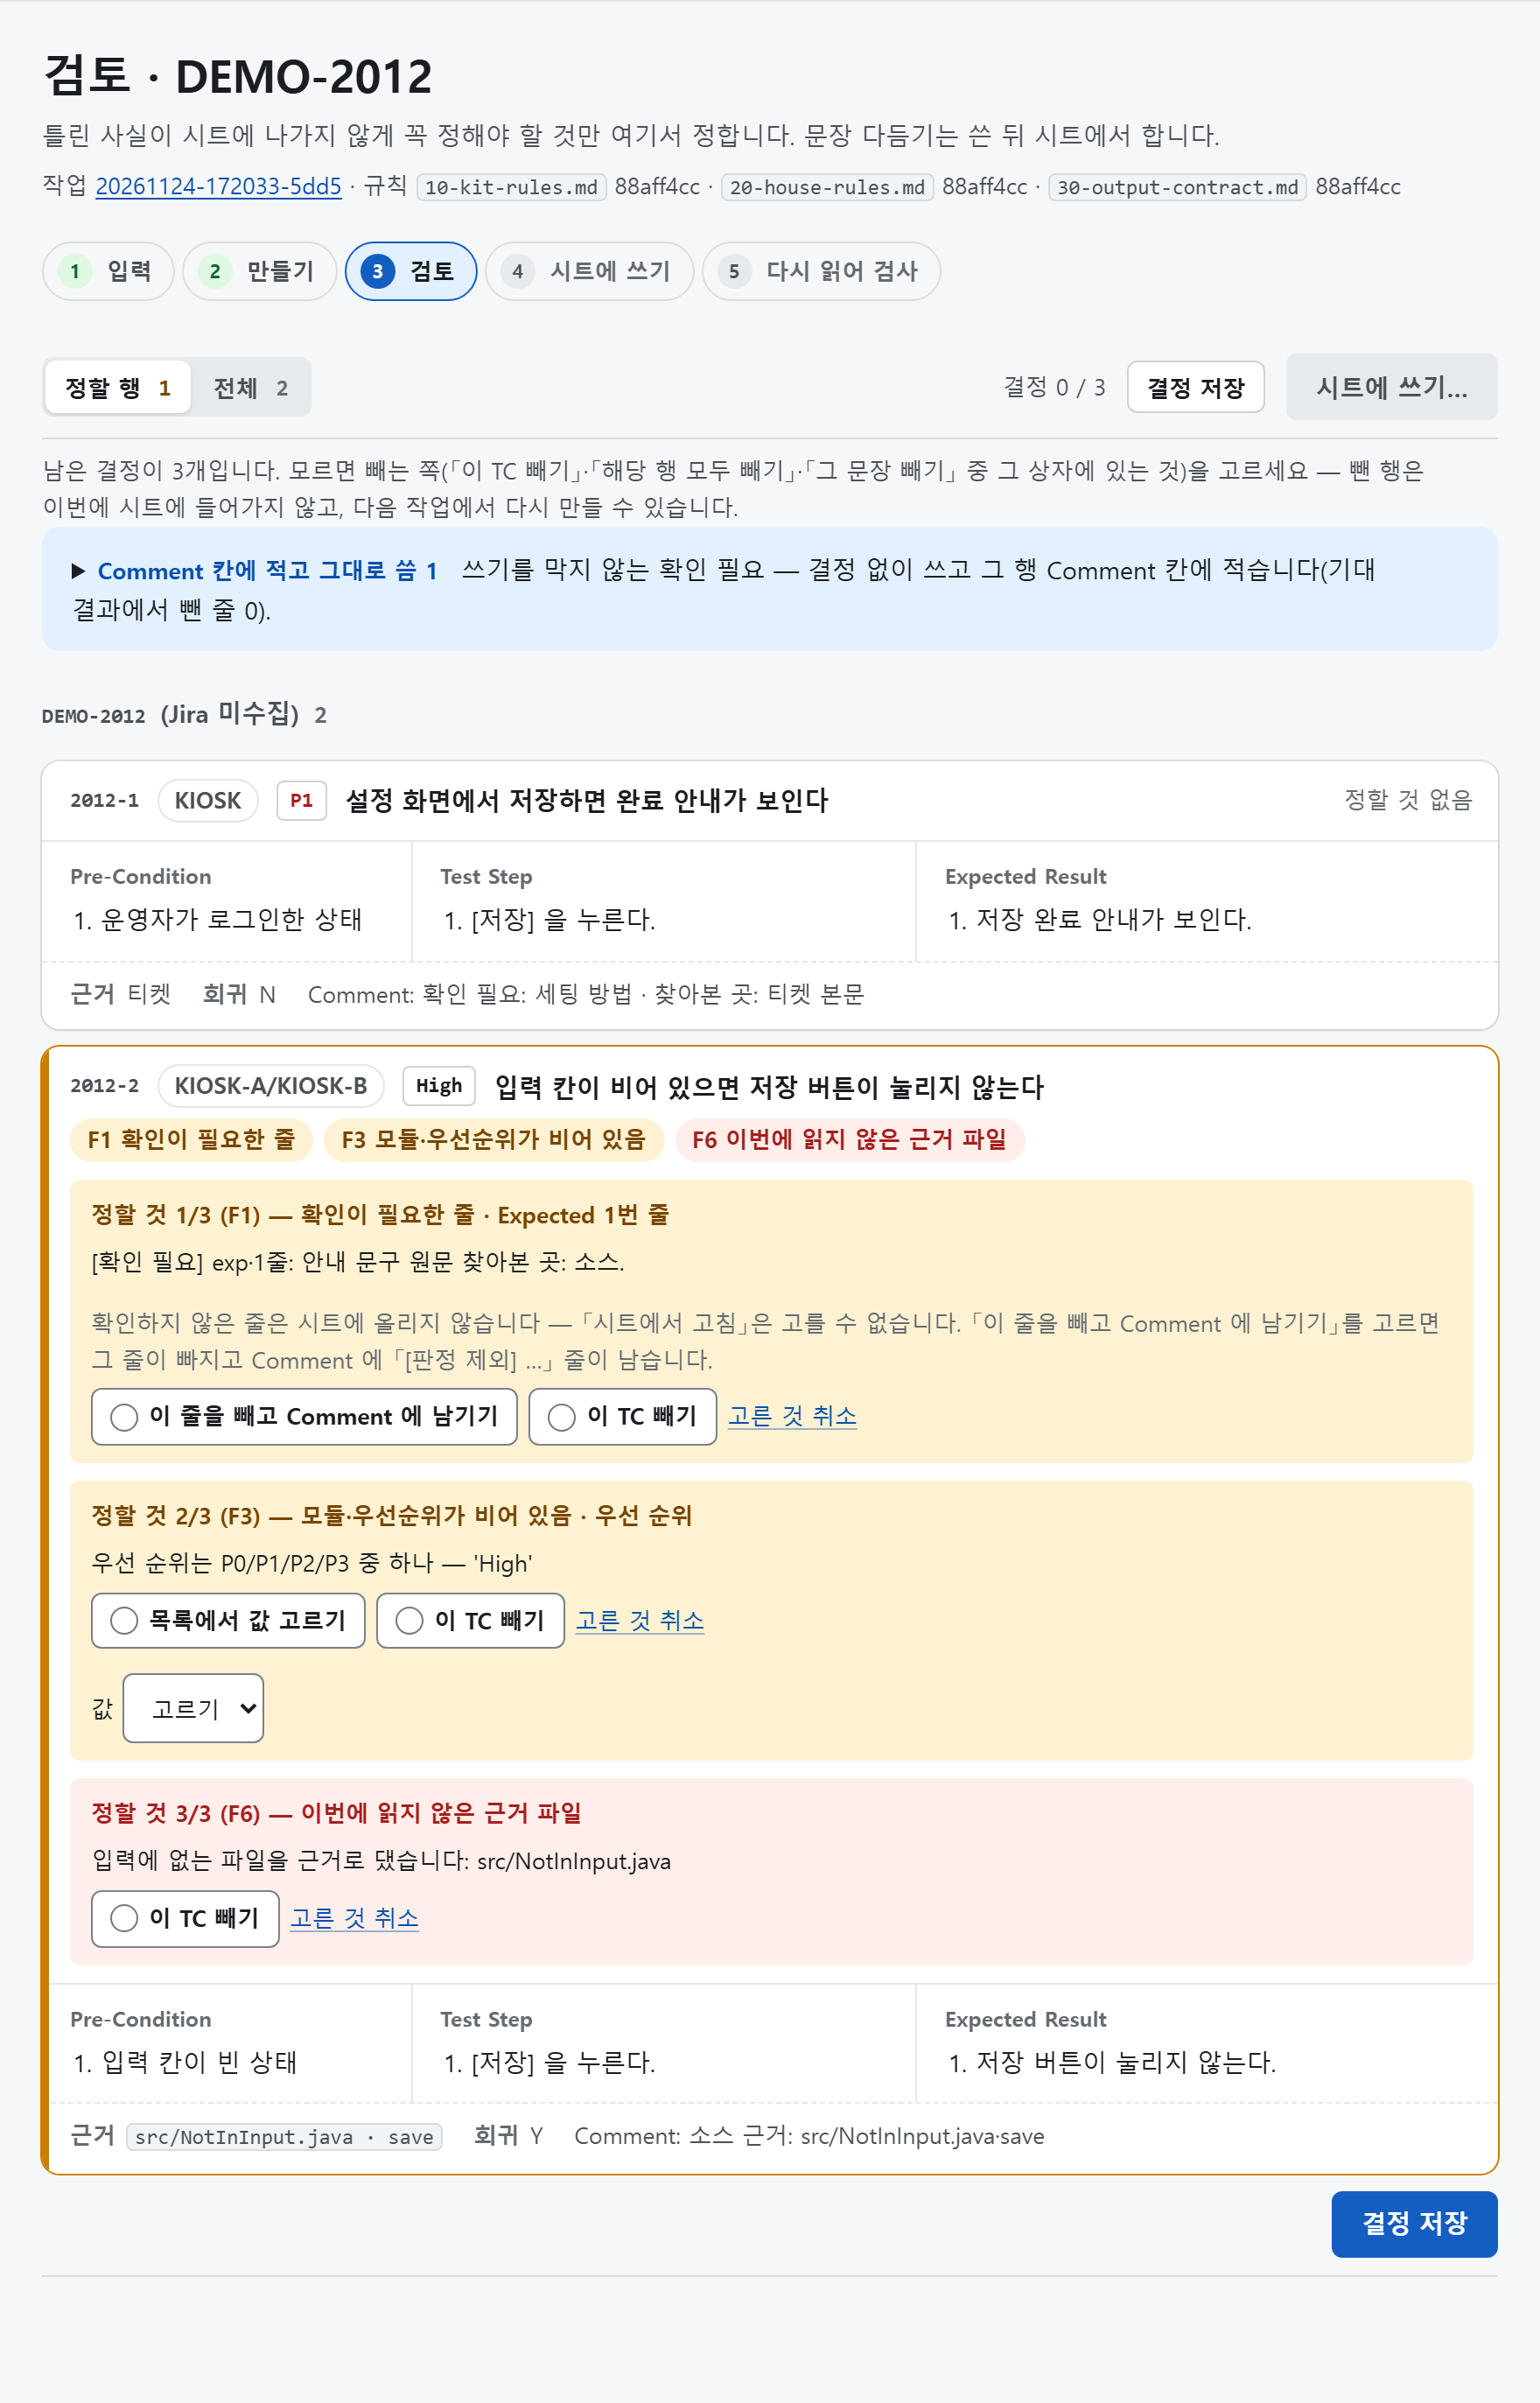 검토 · DEMO-2012
틀린 사실이 시트에 나가지 않게 꼭 정해야 할 것만 여기서 정합니다. 문장 다듬기는 쓴 뒤 시트에서 합니다.
작업 20261124-172033-5dd5 · 규칙 10-kit-rules.md 88aff4cc · 20-house-rules.md 88aff4cc · 30-output-contract.md 88aff4cc
1 입력 2 만들기 3 검토 4 시트에 쓰기 5 다시 읽어 검사
정할 행 1 전체 2 결정 0 / 3 결정 저장 시트에 쓰기...
남은 결정이 3개입니다. 모르면 빼는 쪽(「이 TC 빼기」·「해당 행 모두 빼기」·「그 문장 빼기」 중 그 상자에 있는 것)을 고르세요 — 뺀 행은
이번에 시트에 들어가지 않고, 다음 작업에서 다시 만들 수 있습니다.
▶ Comment 칸에 적고 그대로 씀 1 쓰기를 막지 않는 확인 필요 — 결정 없이 쓰고 그 행 Comment 칸에 적습니다(기대
결과에서 뺀 줄 0).
DEMO-2012 (Jira 미수집) 2
2012-1 KIOSK P1 설정 화면에서 저장하면 완료 안내가 보인다 정할 것 없음
Pre-Condition Test Step Expected Result
1. 운영자가 로그인한 상태 1. [저장] 을 누른다. 1. 저장 완료 안내가 보인다.
근거 티켓 회귀 N Comment: 확인 필요: 세팅 방법 · 찾아본 곳: 티켓 본문
2012-2 KIOSK-A/KIOSK-B High 입력 칸이 비어 있으면 저장 버튼이 눌리지 않는다
F1 확인이 필요한 줄 F3 모듈·우선순위가 비어 있음 F6 이번에 읽지 않은 근거 파일
정할 것 1/3 (F1) — 확인이 필요한 줄 · Expected 1번 줄
[확인 필요] exp·1줄: 안내 문구 원문 찾아본 곳: 소스.
확인하지 않은 줄은 시트에 올리지 않습니다 — 「시트에서 고침」은 고를 수 없습니다. 「이 줄을 빼고 Comment 에 남기기」를 고르면
그 줄이 빠지고 Comment 에 「[판정 제외] …」 줄이 남습니다.
이 줄을 빼고 Comment 에 남기기 이 TC 빼기 고른 것 취소
정할 것 2/3 (F3) — 모듈·우선순위가 비어 있음 · 우선 순위
우선 순위는 P0/P1/P2/P3 중 하나 — 'High'
목록에서 값 고르기 이 TC 빼기 고른 것 취소
값 고르기
정할 것 3/3 (F6) — 이번에 읽지 않은 근거 파일
입력에 없는 파일을 근거로 댔습니다: src/NotInInput.java
이 TC 빼기 고른 것 취소
Pre-Condition Test Step Expected Result
1. 입력 칸이 빈 상태 1. [저장] 을 누른다. 1. 저장 버튼이 눌리지 않는다.
근거 src/NotInInput.java · save 회귀 Y Comment: 소스 근거: src/NotInInput.java·save
결정 저장